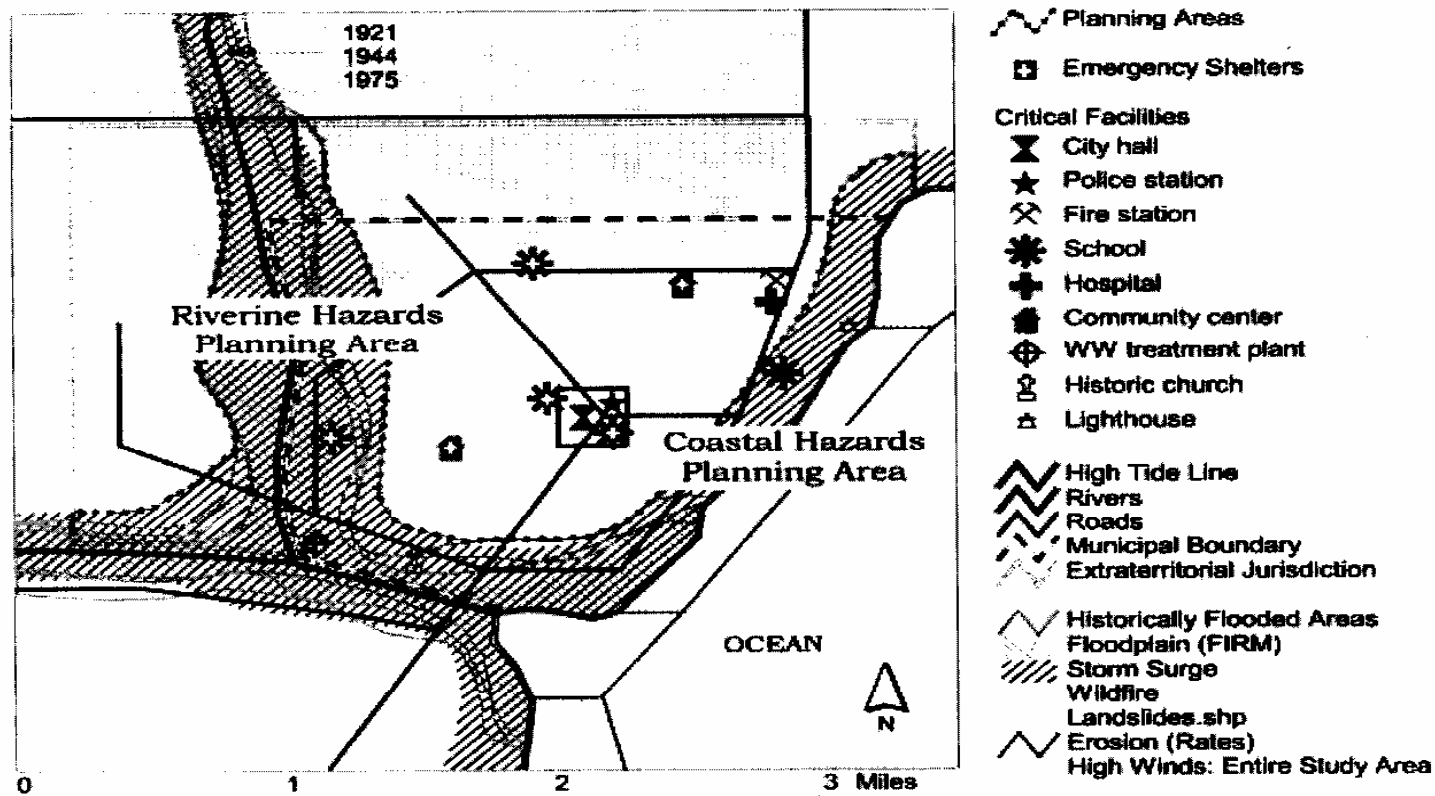 1921
1944
1975
Riverine Hazards
Planning Area
Coastal Hazards
Planning Area
OCEAN
N
0 1 2 3 Miles
Planning Areas
Emergency Shelters
Critical Facilities
City hall
Police station
Fire station
School
Hospital
Community center
WW treatment plant
Historic church
Lighthouse
High Tide Line
Rivers
Roads
Municipal Boundary
Extraterritorial Jurisdiction
Historically Flooded Areas
Floodplain (FIRM)
Storm Surge
Wildfire
Landslides.shp
Erosion (Rates)
High Winds: Entire Study Area